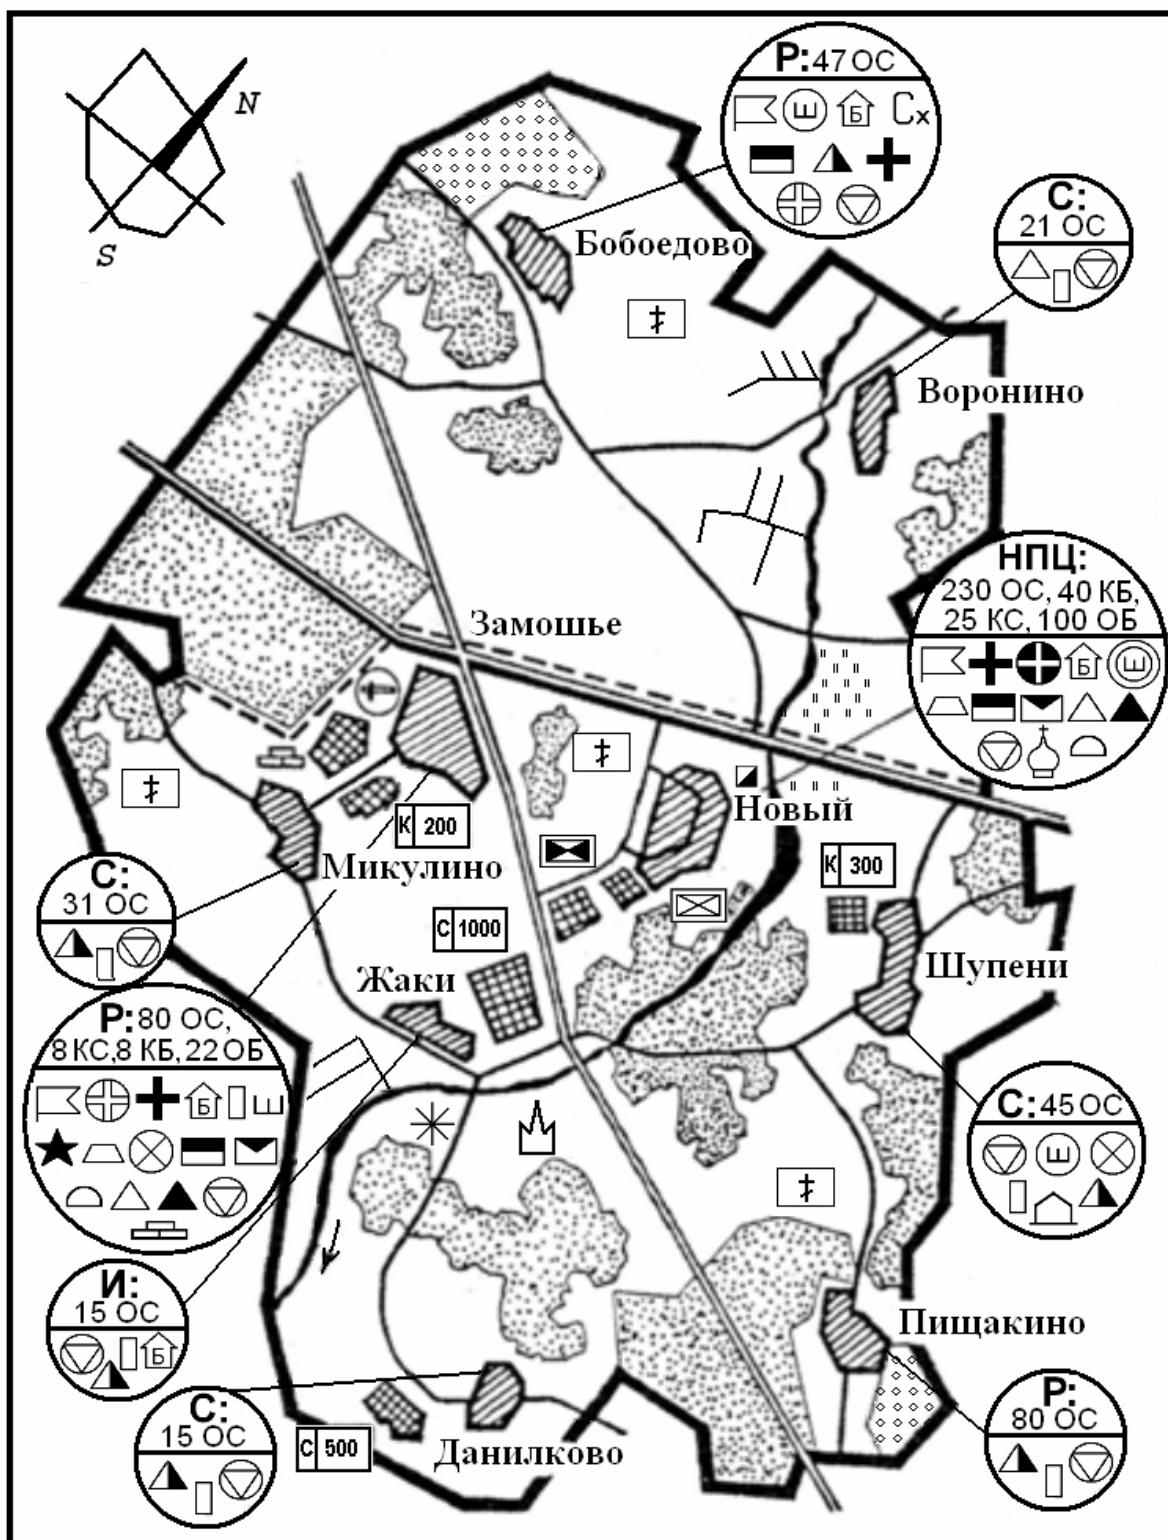 N
S
Р: 47 ОС
Ш Б Сх
Бобоедово
С:
21 ОС
Воронино
НПЦ:
230 ОС, 40 КБ,
25 КС, 100 ОБ
Б Ш
Замошье
Новый
К 200
Микулино
К 300
С:
31 ОС
С 1000
Жаки
Шупени
Р: 80 ОС,
8 КС, 8 КБ, 22 ОБ
Б Ш
С: 45 ОС
Ш
И:
15 ОС
Б
Пищакино
С:
15 ОС
С 500
Данилково
Р:
80 ОС